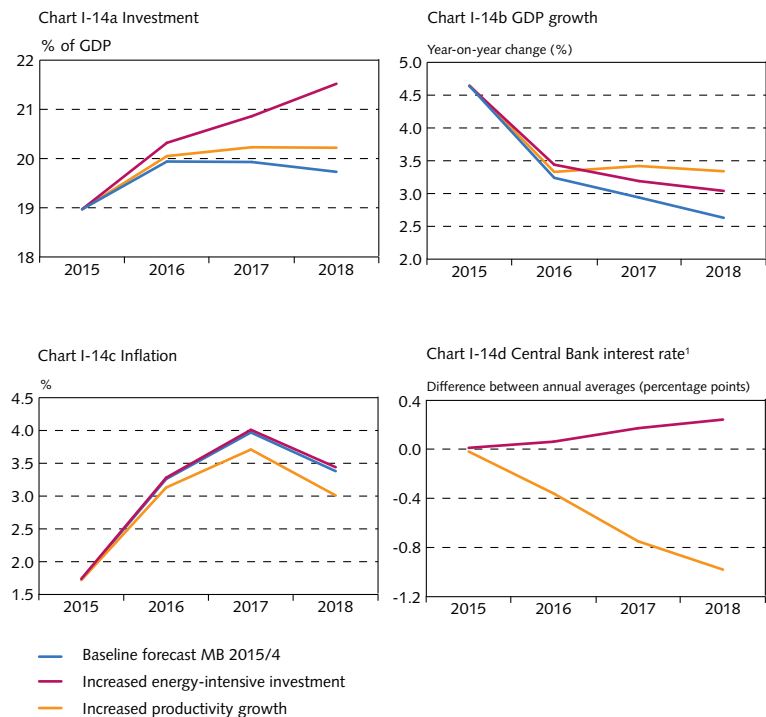 Chart I-14a Investment
% of GDP
22
21
20
19
18
2015 2016 2017 2018
Chart I-14b GDP growth
Year-on-year change (%)
5.0
4.5
4.0
3.5
3.0
2.5
2.0
2015 2016 2017 2018
Chart I-14c Inflation
%
4.5
4.0
3.5
3.0
2.5
2.0
1.5
2015 2016 2017 2018
Chart I-14d Central Bank interest rate¹
Difference between annual averages (percentage points)
0.4
0.0
-0.4
-0.8
-1.2
2015 2016 2017 2018
Baseline forecast MB 2015/4
Increased energy-intensive investment
Increased productivity growth